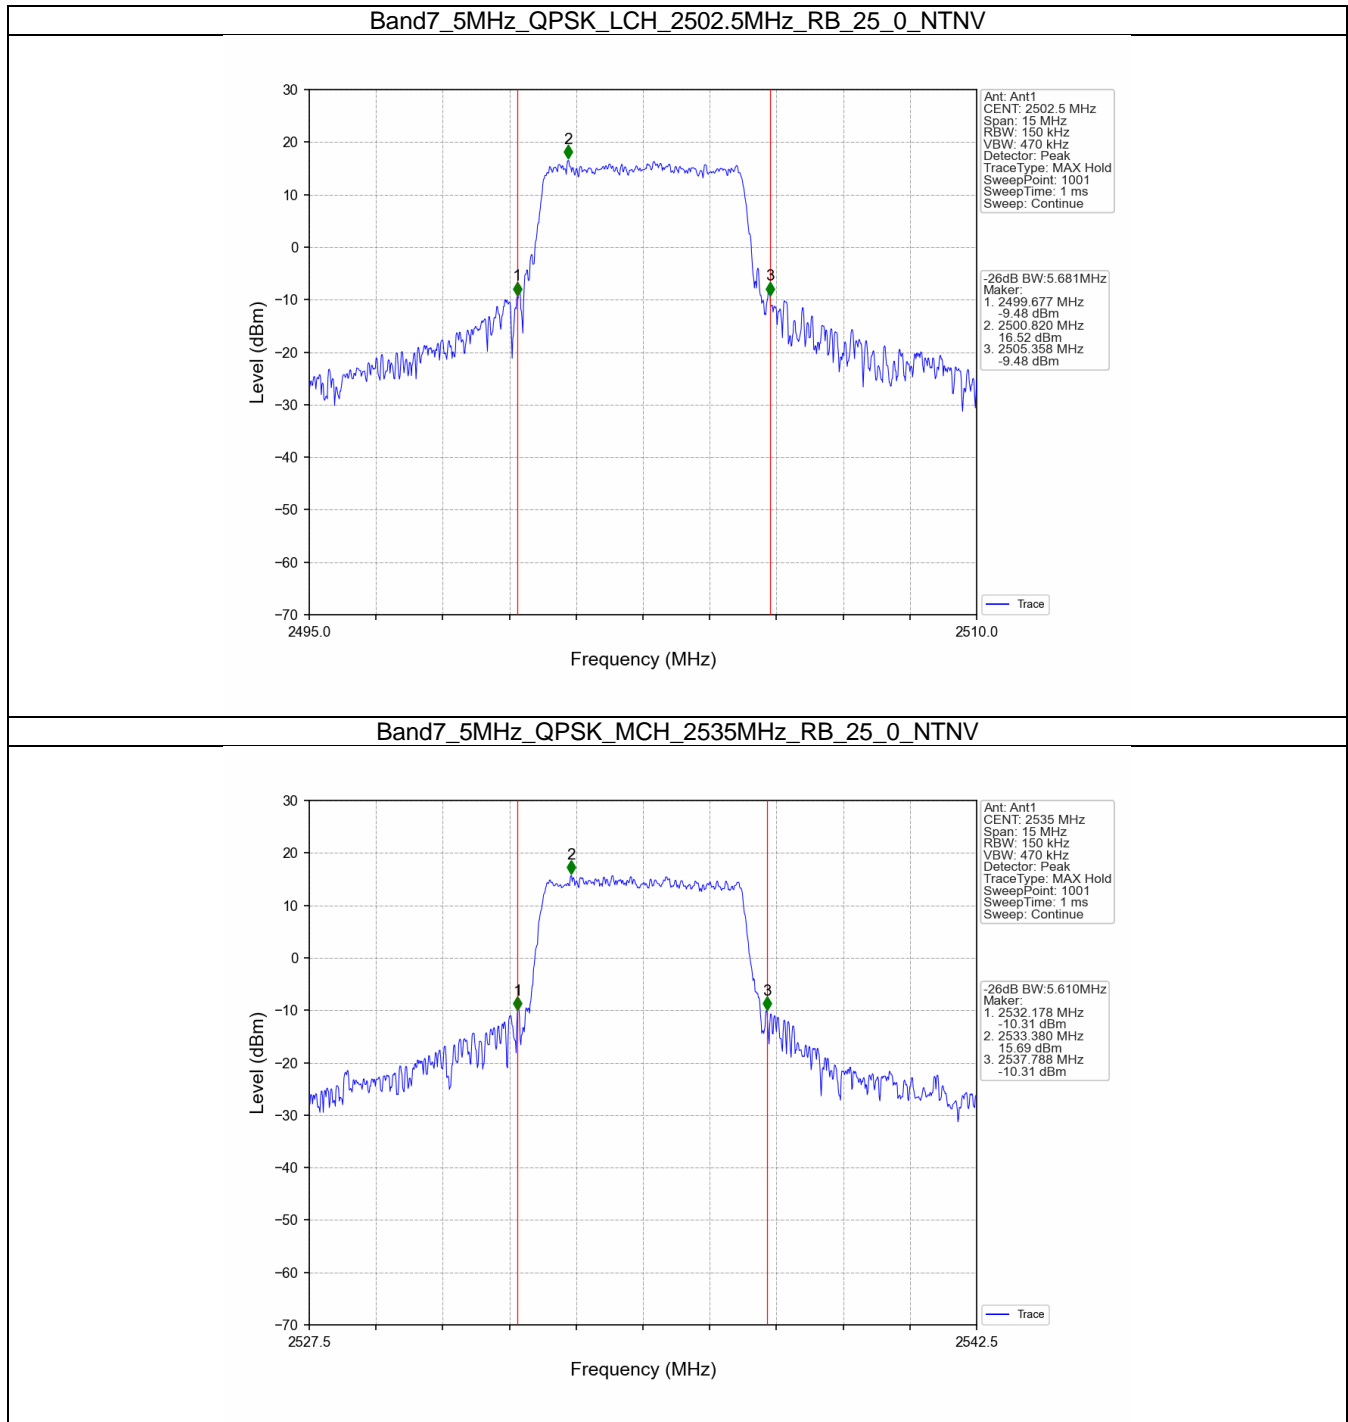 Band7_5MHz_QPSK_LCH_2502.5MHz_RB_25_0_NTNV
30
20
10
0
−10
−20
−30
−40
−50
−60
−70
Level (dBm)
2495.0
2510.0
Frequency (MHz)
1
2
3
Ant: Ant1
CENT: 2502.5 MHz
Span: 15 MHz
RBW: 150 kHz
VBW: 470 kHz
Detector: Peak
TraceType: MAX Hold
SweepPoint: 1001
SweepTime: 1 ms
Sweep: Continue
-26dB BW:5.681MHz
Maker:
1. 2499.677 MHz
-9.48 dBm
2. 2500.820 MHz
16.52 dBm
3. 2505.358 MHz
-9.48 dBm
Trace
Band7_5MHz_QPSK_MCH_2535MHz_RB_25_0_NTNV
30
20
10
0
−10
−20
−30
−40
−50
−60
−70
Level (dBm)
2527.5
2542.5
Frequency (MHz)
1
2
3
Ant: Ant1
CENT: 2535 MHz
Span: 15 MHz
RBW: 150 kHz
VBW: 470 kHz
Detector: Peak
TraceType: MAX Hold
SweepPoint: 1001
SweepTime: 1 ms
Sweep: Continue
-26dB BW:5.610MHz
Maker:
1. 2532.178 MHz
-10.31 dBm
2. 2533.380 MHz
15.69 dBm
3. 2537.788 MHz
-10.31 dBm
Trace